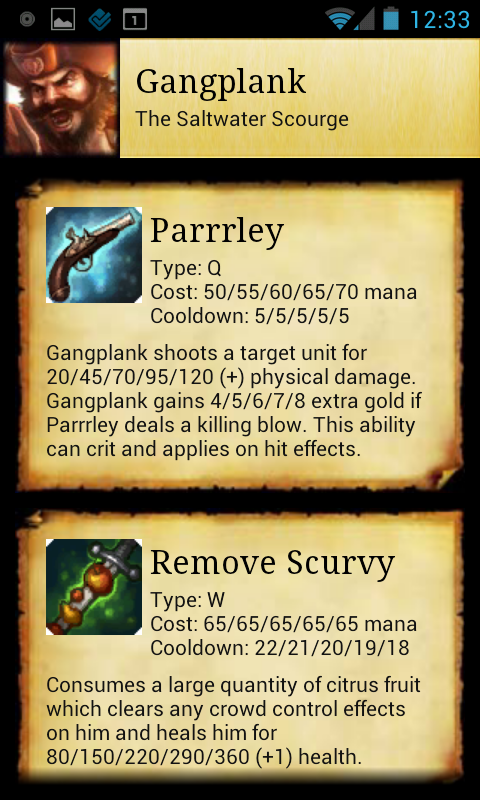 12:33
1
Gangplank
The Saltwater Scourge
Parrrley
Type: Q
Cost: 50/55/60/65/70 mana
Cooldown: 5/5/5/5/5
Gangplank shoots a target unit for
20/45/70/95/120 (+) physical damage.
Gangplank gains 4/5/6/7/8 extra gold if
Parrrley deals a killing blow. This ability
can crit and applies on hit effects.
Remove Scurvy
Type: W
Cost: 65/65/65/65/65 mana
Cooldown: 22/21/20/19/18
Consumes a large quantity of citrus fruit
which clears any crowd control effects
on him and heals him for
80/150/220/290/360 (+1) health.